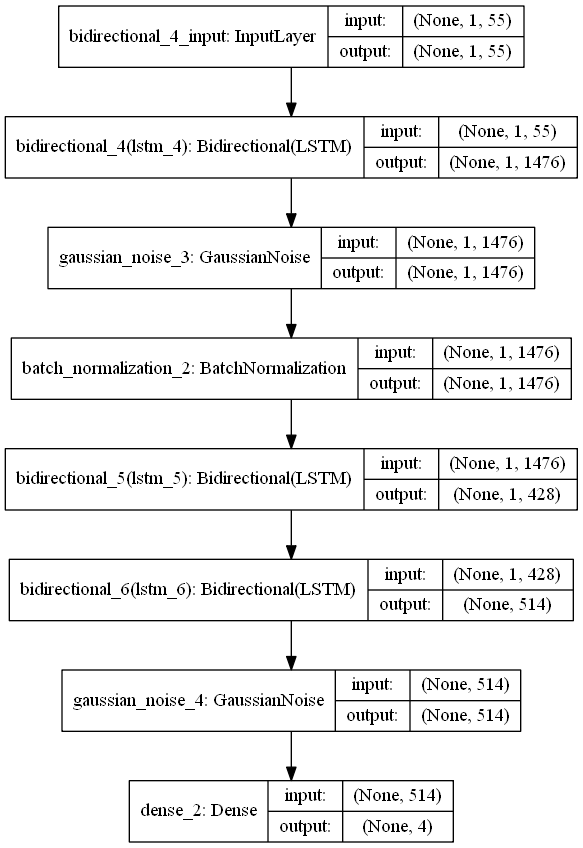 bidirectional_4_input: InputLayer
input: (None, 1, 55)
output: (None, 1, 55)
bidirectional_4(lstm_4): Bidirectional(LSTM)
input: (None, 1, 55)
output: (None, 1, 1476)
gaussian_noise_3: GaussianNoise
input: (None, 1, 1476)
output: (None, 1, 1476)
batch_normalization_2: BatchNormalization
input: (None, 1, 1476)
output: (None, 1, 1476)
bidirectional_5(lstm_5): Bidirectional(LSTM)
input: (None, 1, 1476)
output: (None, 1, 428)
bidirectional_6(lstm_6): Bidirectional(LSTM)
input: (None, 1, 428)
output: (None, 514)
gaussian_noise_4: GaussianNoise
input: (None, 514)
output: (None, 514)
dense_2: Dense
input: (None, 514)
output: (None, 4)